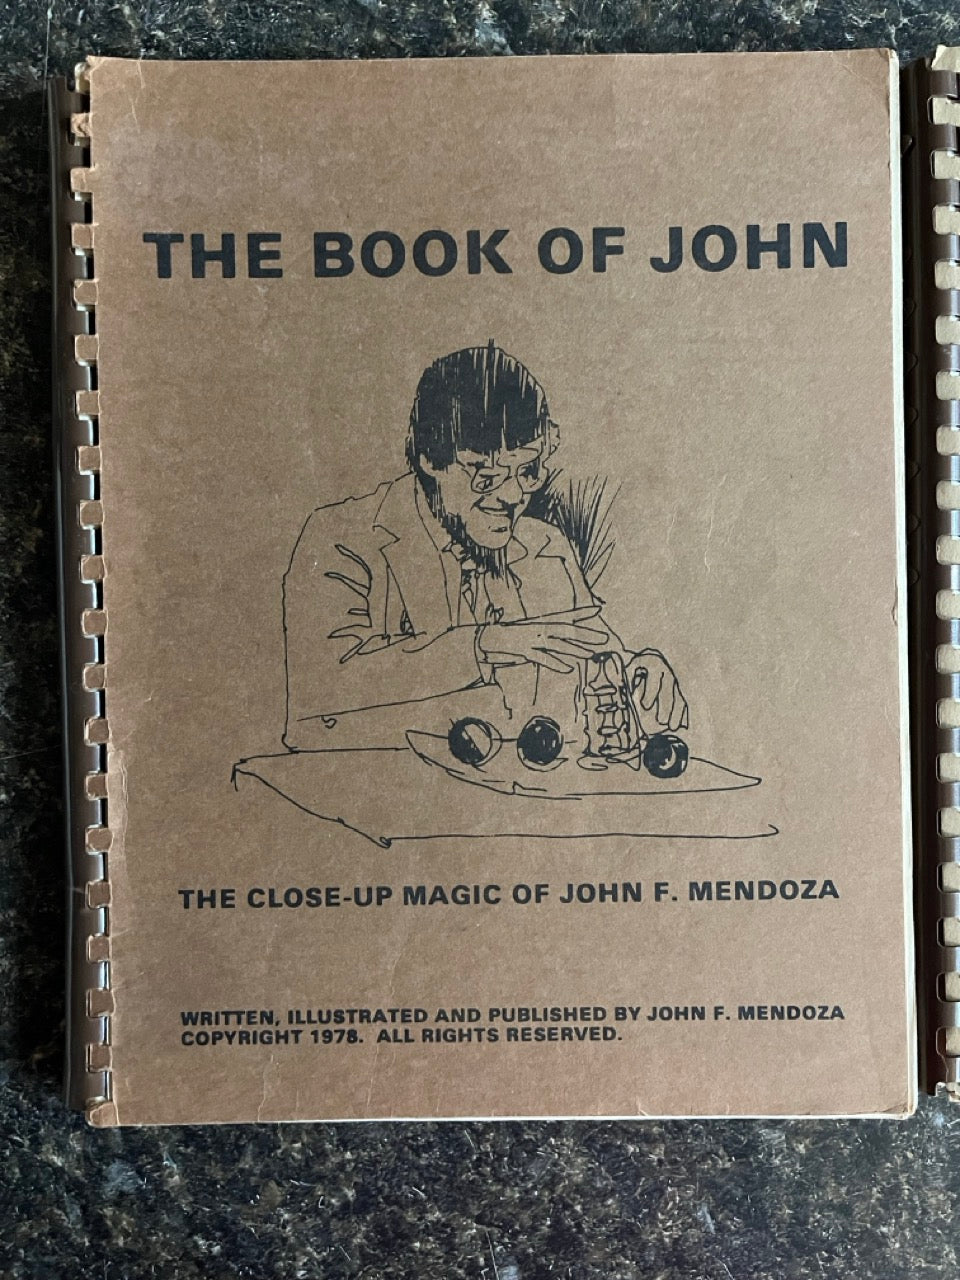 THE BOOK OF JOHN
THE CLOSE-UP MAGIC OF JOHN F. MENDOZA
WRITTEN, ILLUSTRATED AND PUBLISHED BY JOHN F. MENDOZA
COPYRIGHT 1978. ALL RIGHTS RESERVED.